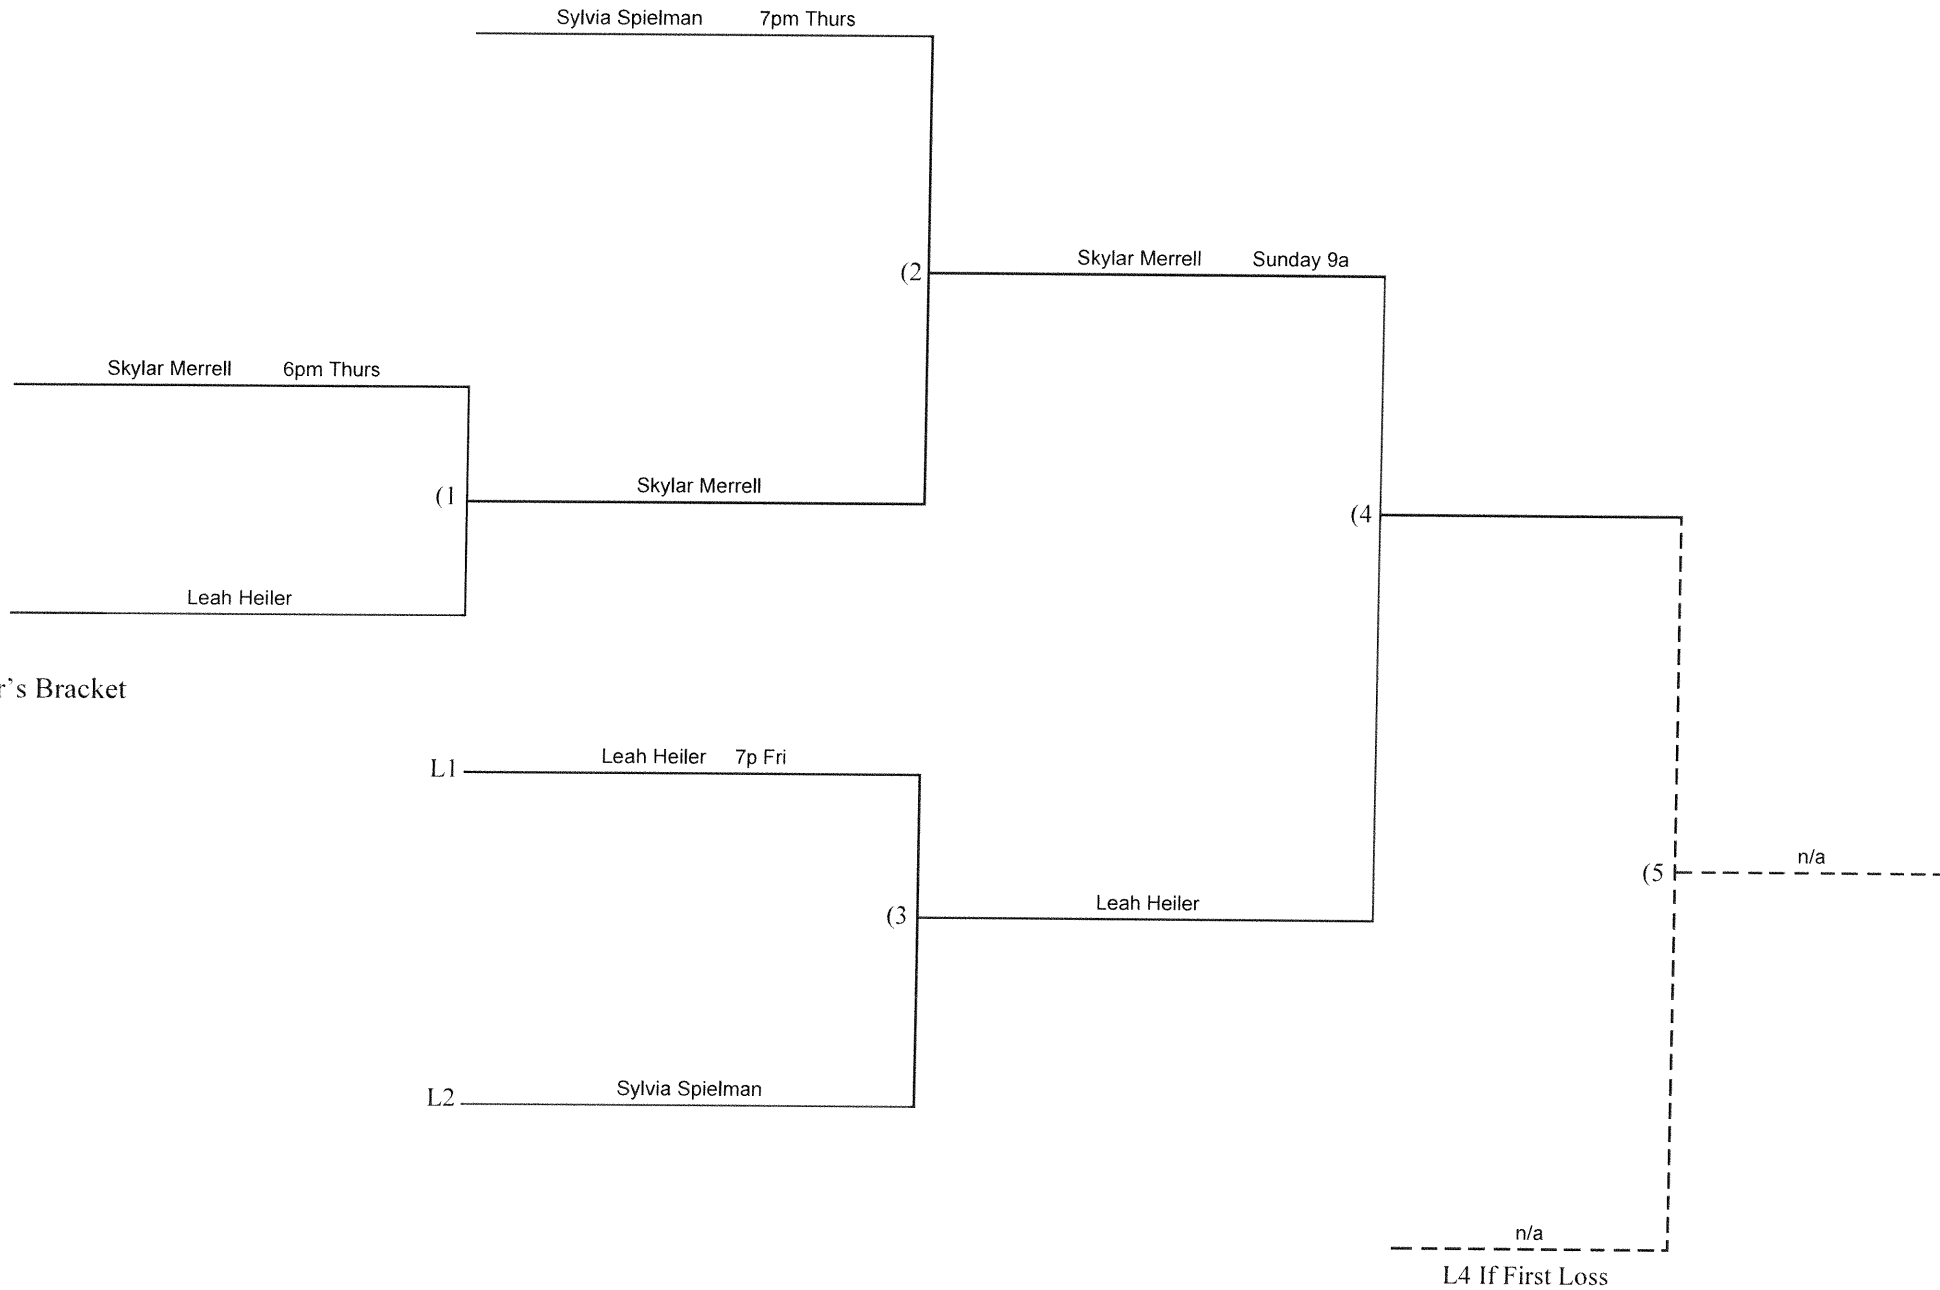 Sylvia Spielman 7pm Thurs
(2
Skylar Merrell Sunday 9a
Skylar Merrell 6pm Thurs
(1
Skylar Merrell
(4
Leah Heiler
r's Bracket
L1 Leah Heiler 7p Fri
(5
n/a
(3
Leah Heiler
L2 Sylvia Spielman
n/a
L4 If First Loss